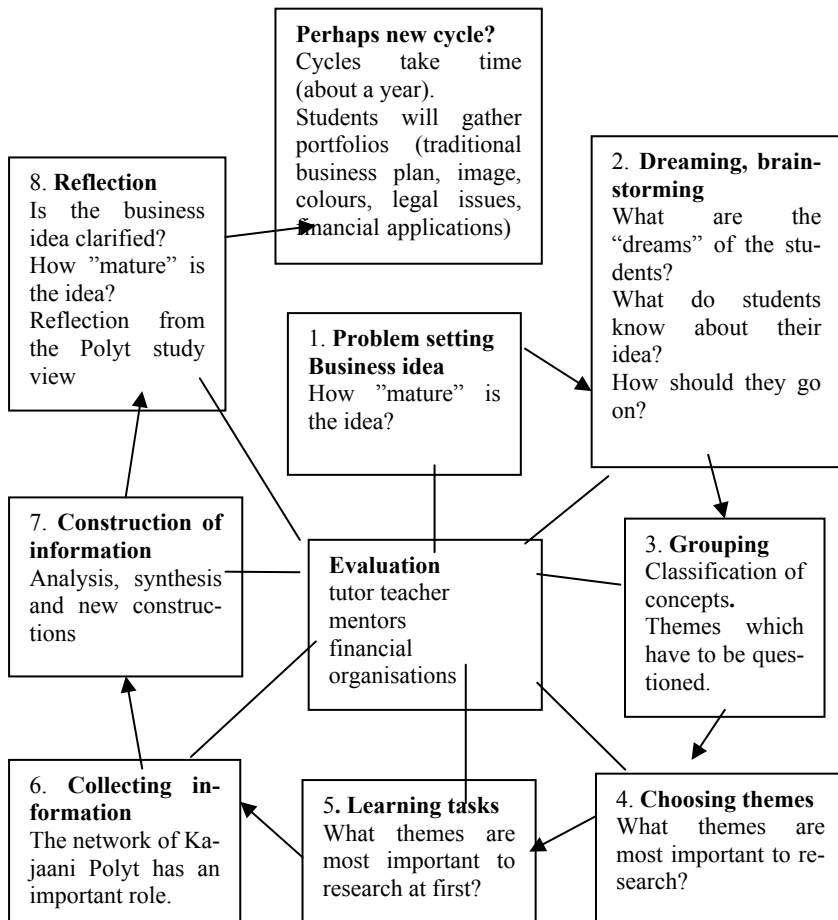 Perhaps new cycle?
Cycles take time
(about a year).
Students will gather
portfolios (traditional
business plan, image,
colours, legal issues,
financial applications)
1. Problem setting
Business idea
How ”mature” is
the idea?
2. Dreaming, brain-
storming
What are the
“dreams” of the stu-
dents?
What do students
know about their
idea?
How should they go
on?
3. Grouping
Classification of
concepts.
Themes which
have to be ques-
tioned.
4. Choosing themes
What themes are
most important to re-
search?
5. Learning tasks
What themes are
most important to
research at first?
6. Collecting in-
formation
The network of Ka-
jaani Polyt has an
important role.
7. Construction of
information
Analysis, synthesis
and new construc-
tions
8. Reflection
Is the business
idea clarified?
How ”mature” is
the idea?
Reflection from
the Polyt study
view
Evaluation
tutor teacher
mentors
financial
organisations